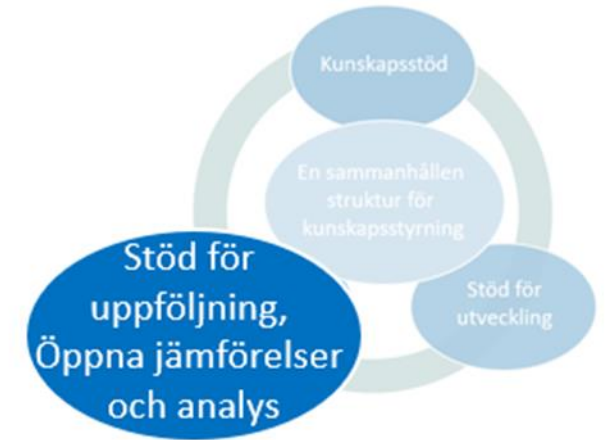 Kunskapsstöd
En sammanhållen
struktur för
kunskapsstyrning
Stöd för
uppföljning,
Öppna jämförelser
och analys
Stöd för
utveckling